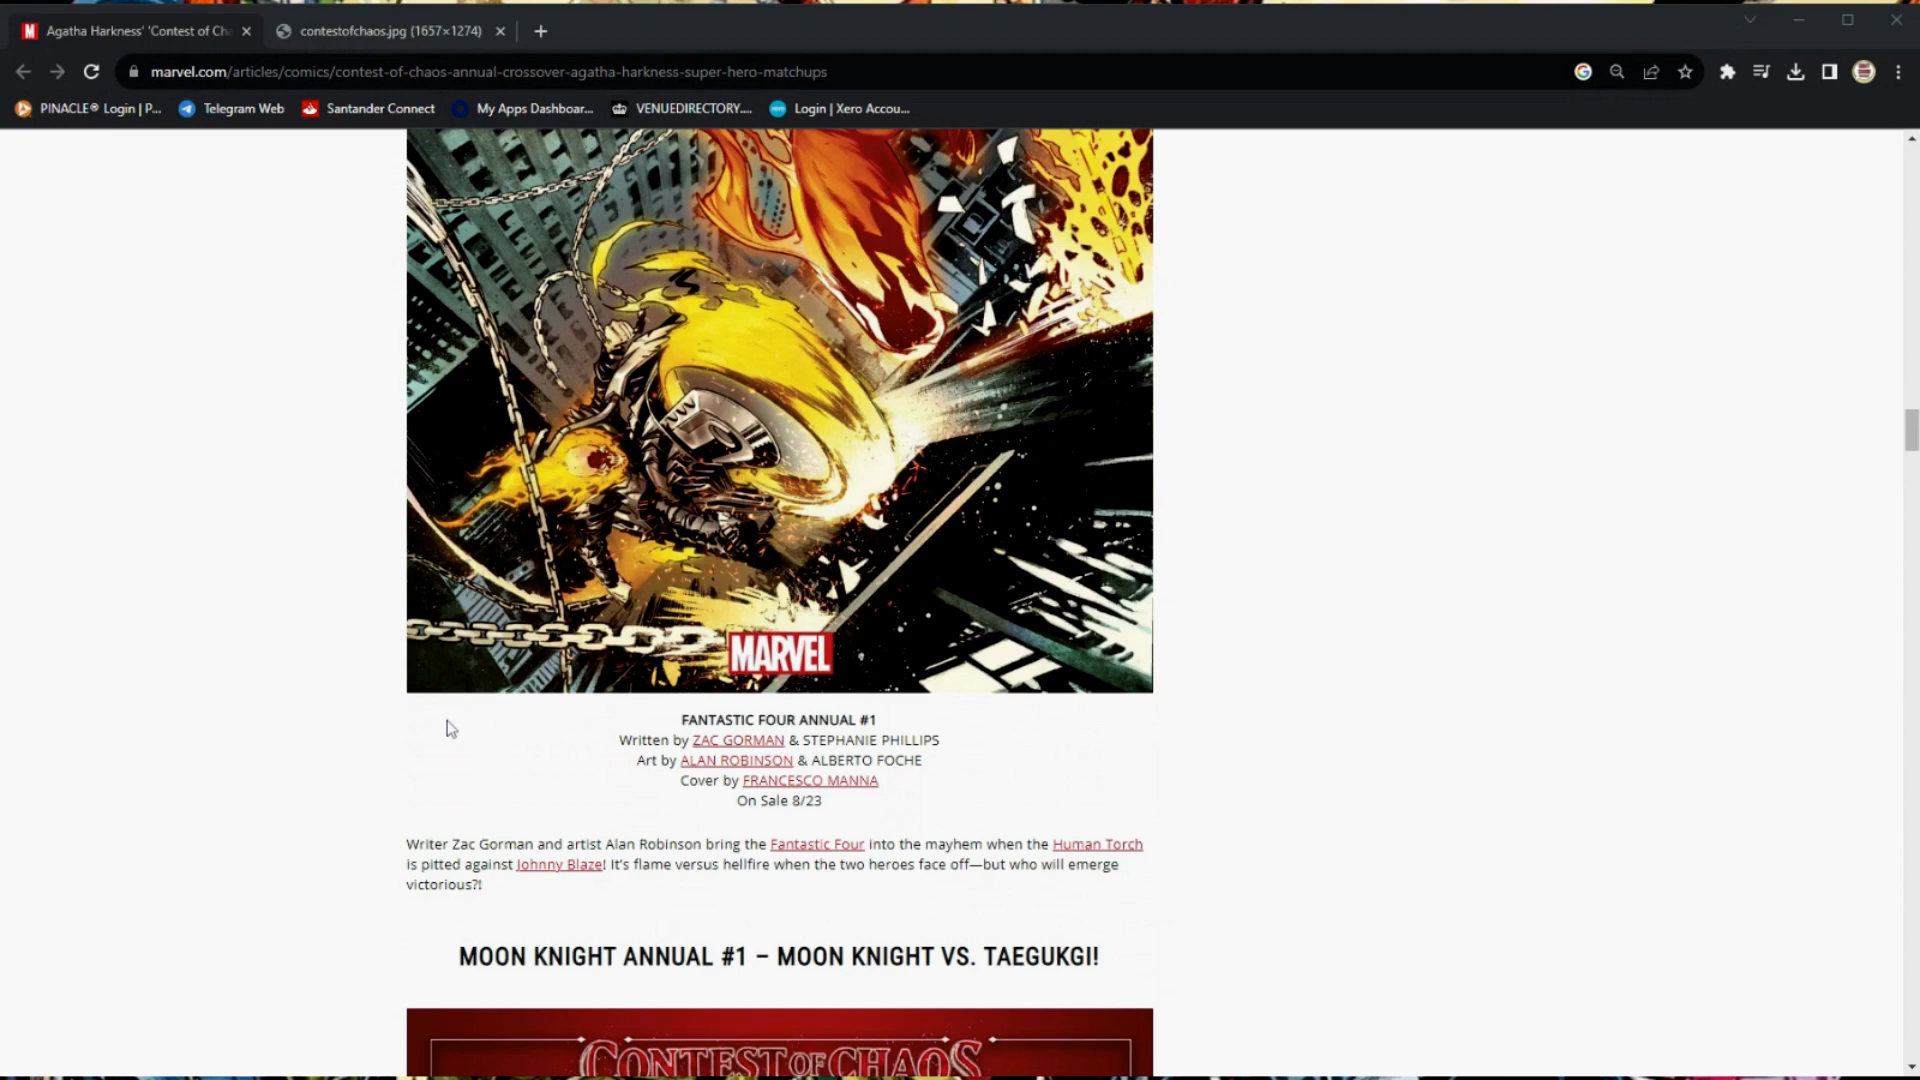 Agatha Harkness' 'Contest of Ch
contestofchaos.jpg (1657×1274)
marvel.com/articles/comics/contest-of-chaos-annual-crossover-agatha-harkness-super-hero-matchups
PINACLE® Login | P...
Telegram Web
Santander Connect
My Apps Dashboar...
VENUEDIRECTORY....
Login | Xero Accou...
MARVEL
FANTASTIC FOUR ANNUAL #1
Written by ZAC GORMAN & STEPHANIE PHILLIPS
Art by ALAN ROBINSON & ALBERTO FOCHE
Cover by FRANCESCO MANNA
On Sale 8/23
Writer Zac Gorman and artist Alan Robinson bring the Fantastic Four into the mayhem when the Human Torch
is pitted against Johnny Blaze! It's flame versus hellfire when the two heroes face off—but who will emerge
victorious?!
MOON KNIGHT ANNUAL #1 – MOON KNIGHT VS. TAEGUKGI!
CONTEST OF CHAOS